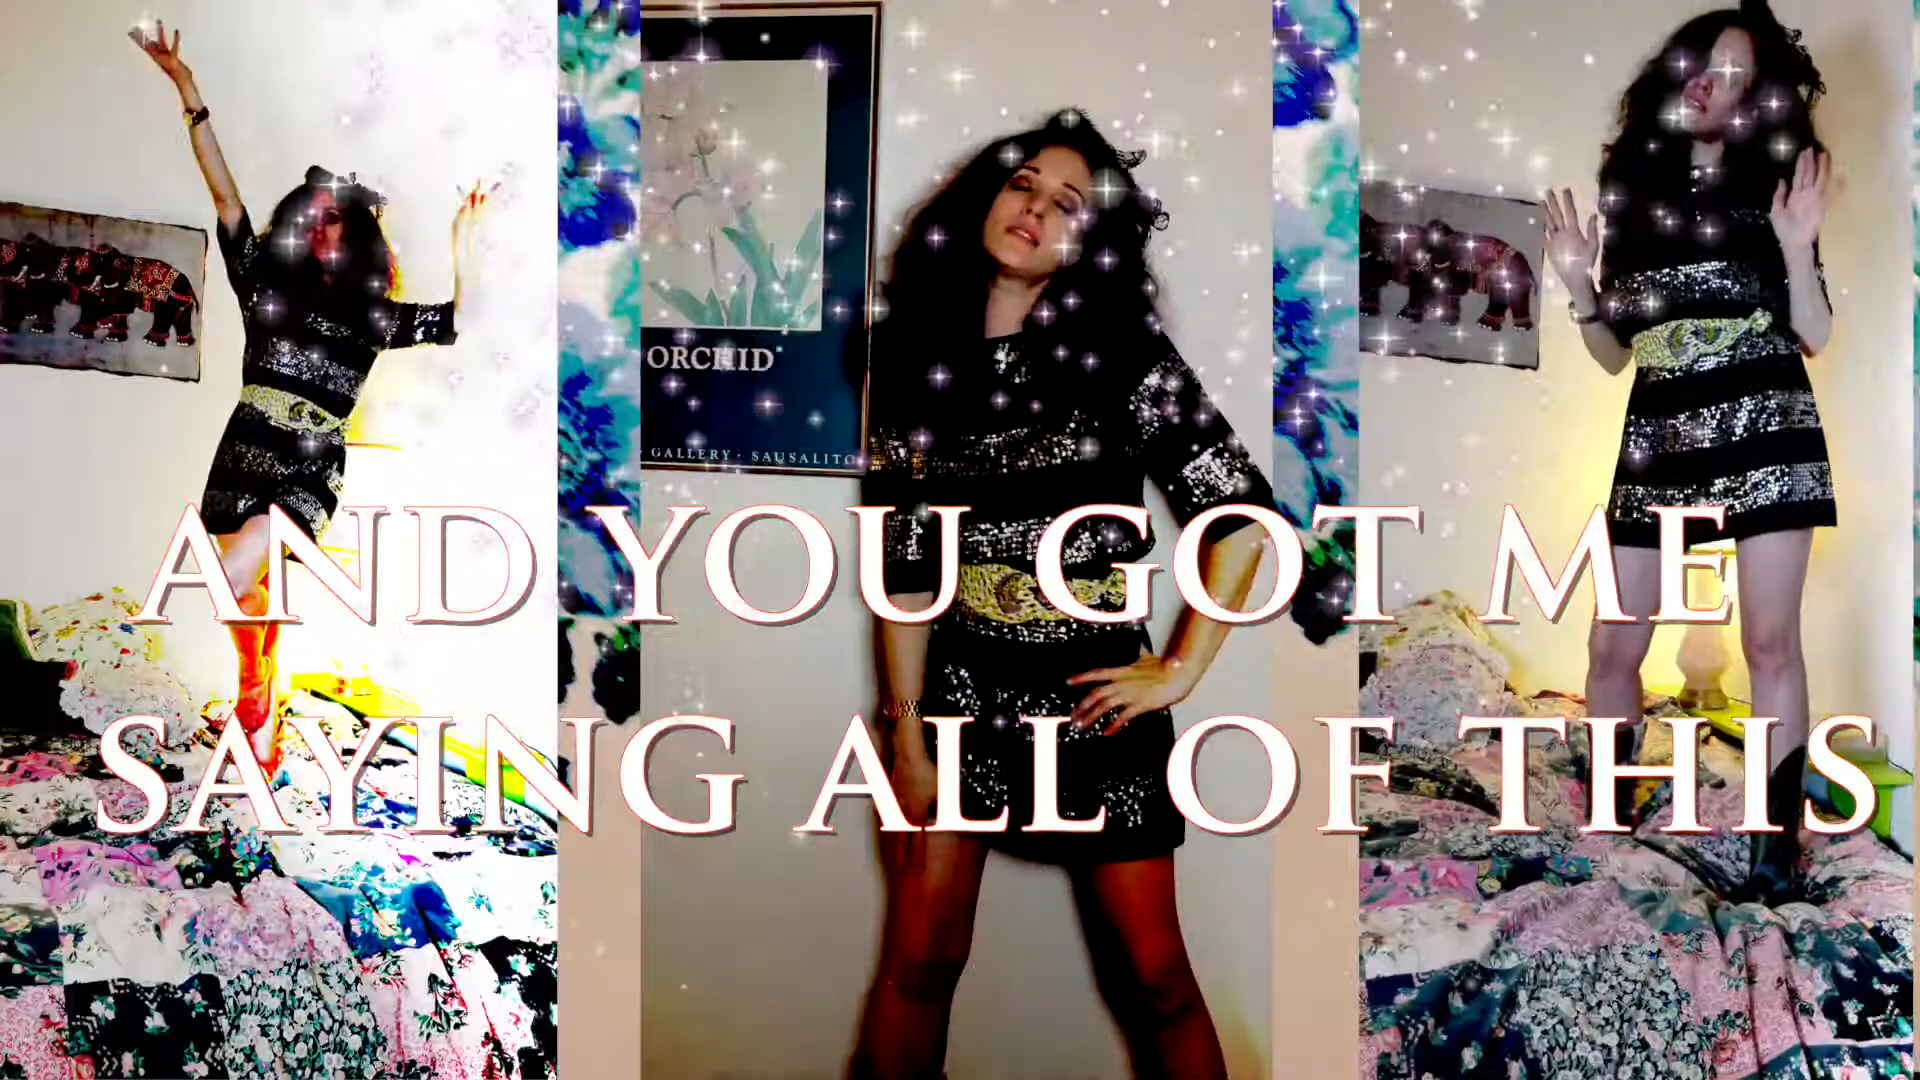 ORCHID
GALLERY · SAUSALITO
AND YOU GOT ME
SAYING ALL OF THIS